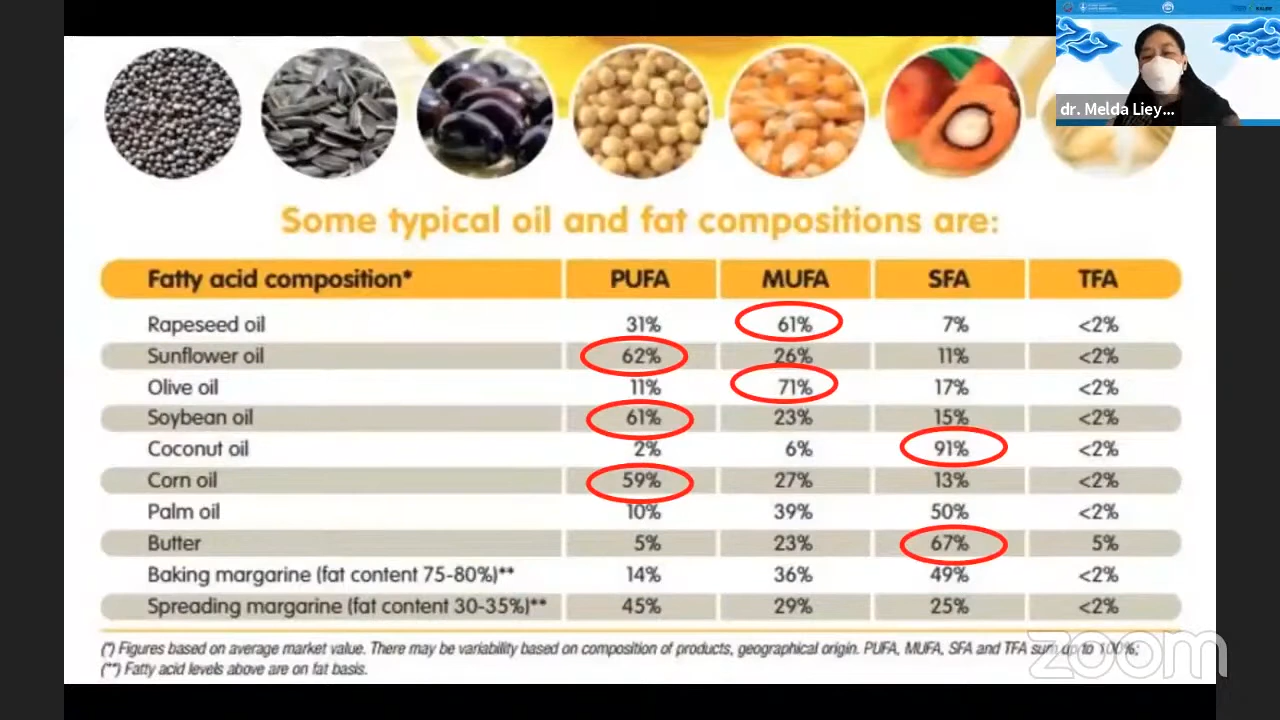 dr. Melda Liey...
Some typical oil and fat compositions are:
Fatty acid composition* PUFA MUFA SFA TFA
Rapeseed oil 31% 61% 7% <2%
Sunflower oil 62% 26% 11% <2%
Olive oil 11% 71% 17% <2%
Soybean oil 61% 23% 15% <2%
Coconut oil 2% 6% 91% <2%
Corn oil 59% 27% 13% <2%
Palm oil 10% 39% 50% <2%
Butter 5% 23% 67% 5%
Baking margarine (fat content 75-80%)** 14% 36% 49% <2%
Spreading margarine (fat content 30-35%)** 45% 29% 25% <2%
(*) Figures based on average market value. There may be variability based on composition of products, geographical origin. PUFA, MUFA, SFA and TFA sum up to 100%;
(**) Fatty acid levels above are on fat basis.
zoom